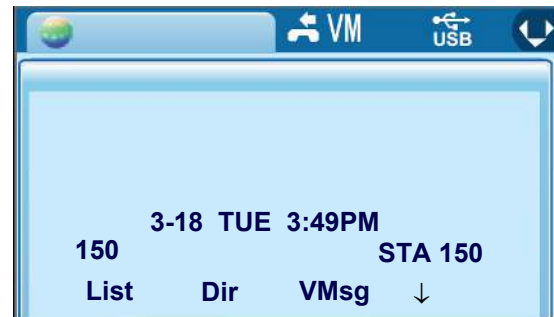 VM USB
3-18 TUE 3:49PM
150 STA 150
List Dir VMsg ↓